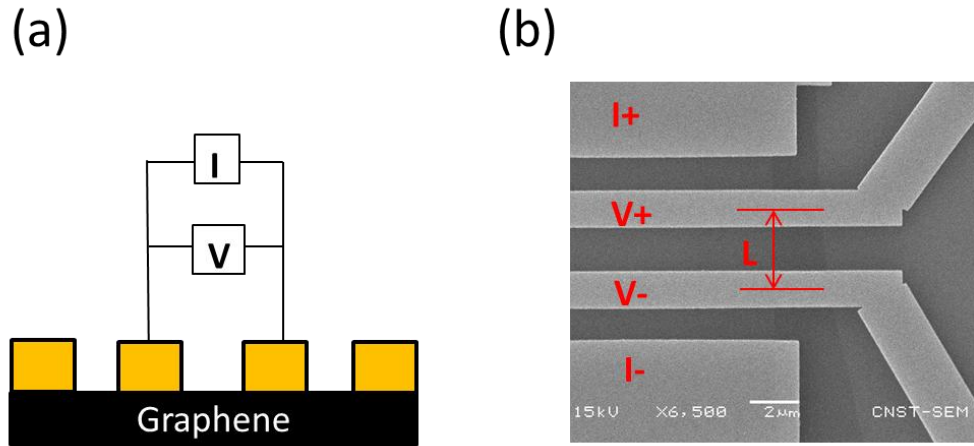 (a)
(b)
I
V
Graphene
I+
V+
L
V-
I-
15kV X6,500 2µm CNST-SEM